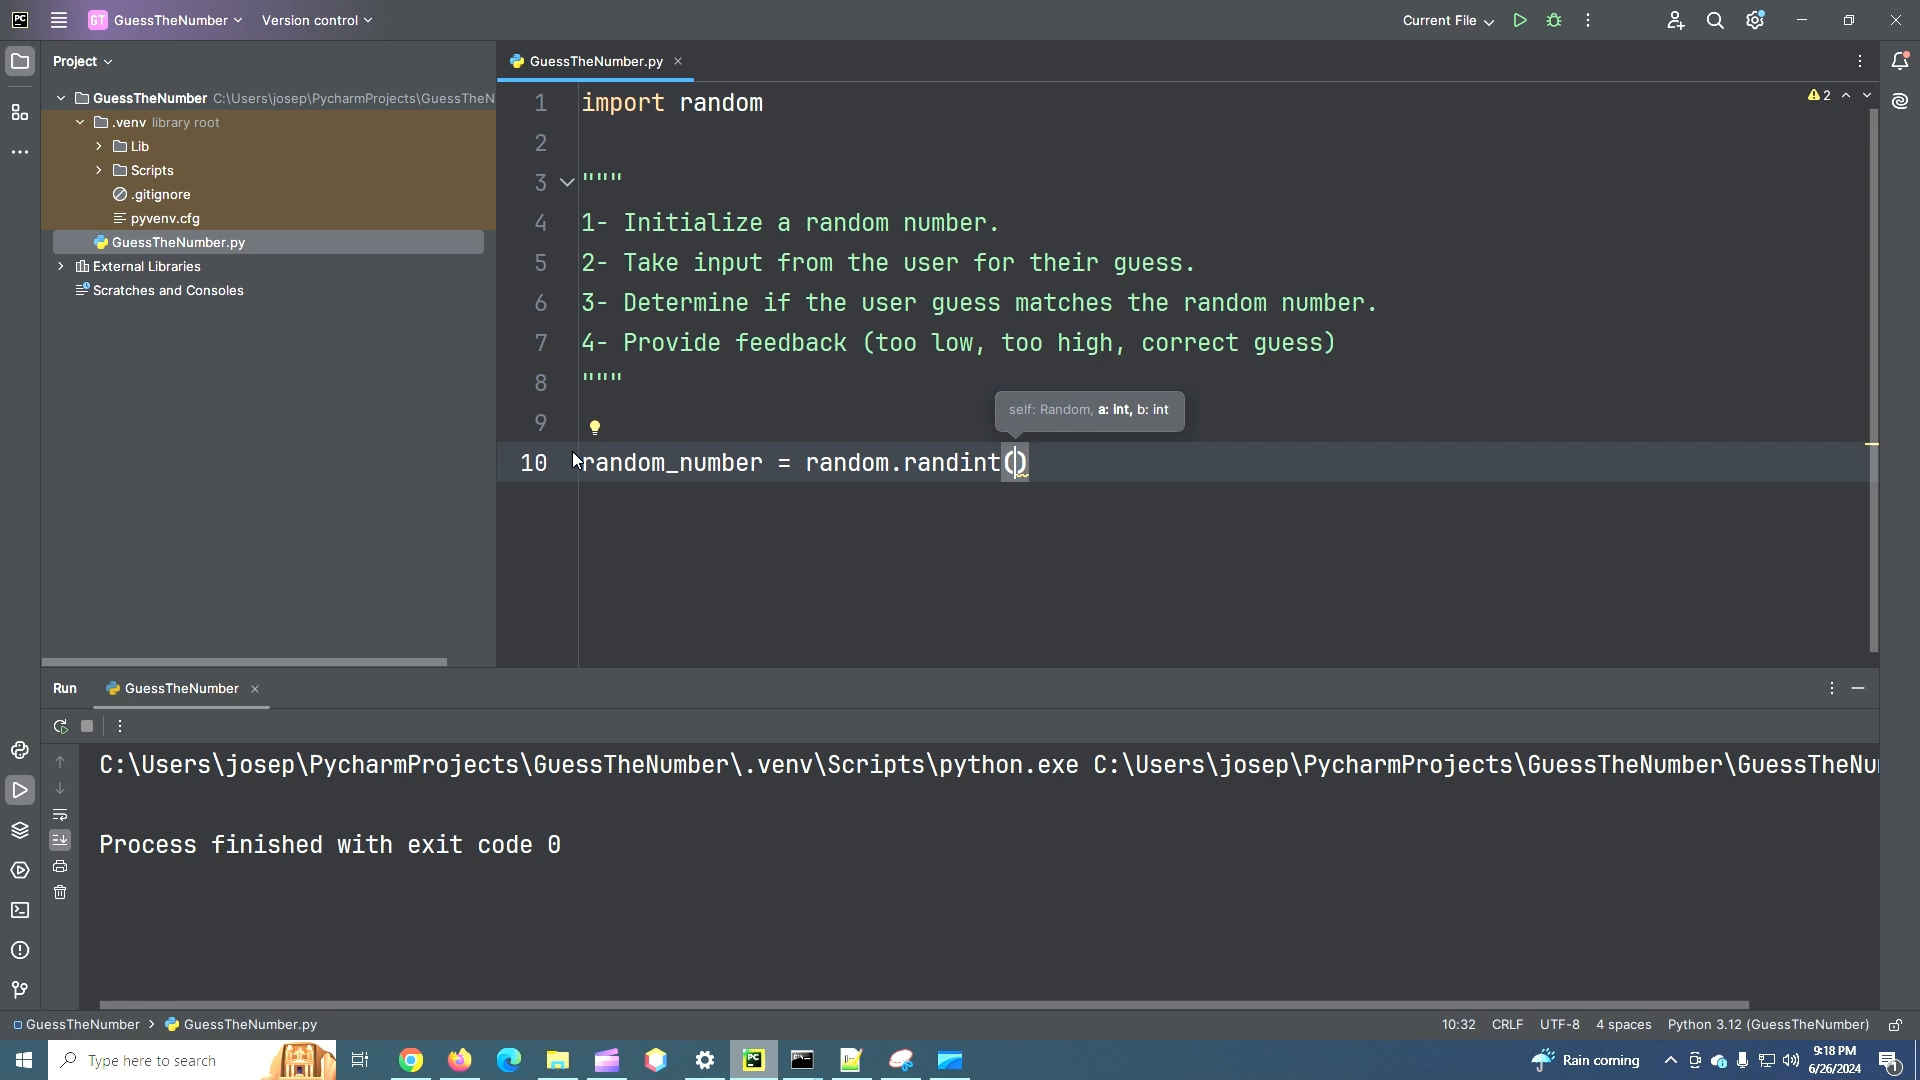 PC
GT GuessTheNumber
Version control
Current File
Project
GuessTheNumber.py
GuessTheNumber C:\Users\josep\PycharmProjects\GuessTheN
.venv library root
Lib
Scripts
.gitignore
pyvenv.cfg
GuessTheNumber.py
External Libraries
Scratches and Consoles
2
1 import random
2
3 """
4 1- Initialize a random number.
5 2- Take input from the user for their guess.
6 3- Determine if the user guess matches the random number.
7 4- Provide feedback (too low, too high, correct guess)
8 """
9
self: Random, a: int, b: int
10 random_number = random.randint()
Run GuessTheNumber
C:\Users\josep\PycharmProjects\GuessTheNumber\.venv\Scripts\python.exe C:\Users\josep\PycharmProjects\GuessTheNumber\GuessTheNu
Process finished with exit code 0
GuessTheNumber > GuessTheNumber.py
10:32 CRLF UTF-8 4 spaces Python 3.12 (GuessTheNumber)
Type here to search
PC
Rain coming
9:18 PM
6/26/2024
1